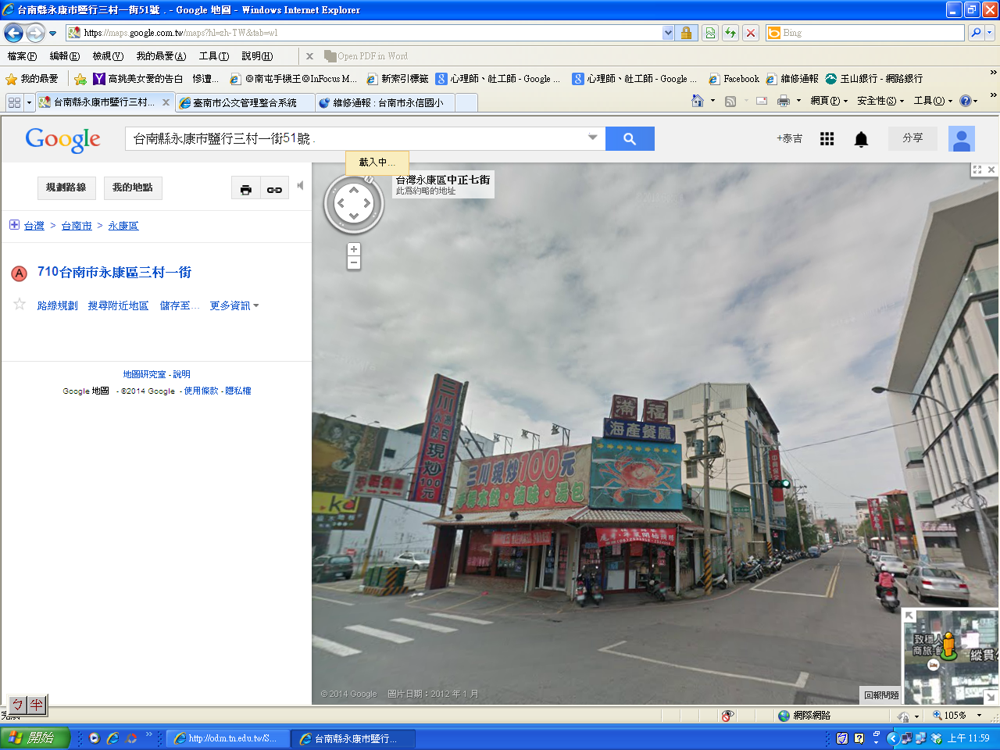 台南縣永康市鹽行三村一街51號 . - Google 地圖 - Windows Internet Explorer
https://maps.google.com.tw/maps?hl=zh-TW&tab=wl
Bing
檔案(F) 編輯(E) 檢視(V) 我的最愛(A) 工具(T) 說明(H)
Open PDF in Word
我的最愛 高挑美女愛的告白 慘遭... @南屯手機王@InFocus M... 新索引標籤 心理師、社工師 - Google ... 心理師、社工師 - Google ... Facebook 維修通報 玉山銀行 - 網路銀行
台南縣永康市鹽行三村... 臺南市公文管理整合系統 維修通報 : 台南市永信國小
網頁(P) 安全性(S) 工具(O)
Google
台南縣永康市鹽行三村一街51號 .
+泰吉
分享
載入中...
規劃路線 我的地點
台灣 > 台南市 > 永康區
A 710台南市永康區三村一街
路線規劃 搜尋附近地區 儲存至... 更多資訊
地圖研究室 - 說明
Google 地圖 - ©2014 Google - 使用條款 - 隱私權
台灣永康區中正七街
此為約略的地址
N
滿福
海產餐廳
三川
現炒
100
元
三川現炒100元
水餃・滷味・湯包
致穩人
商旅-館
縱貫公
© 2014 Google 圖片日期：2012 年 1 月
回報問題
ㄅ 半
完成
網際網路
105%
開始
http://odm.tn.edu.tw/S...
台南縣永康市鹽行...
上午 11:59